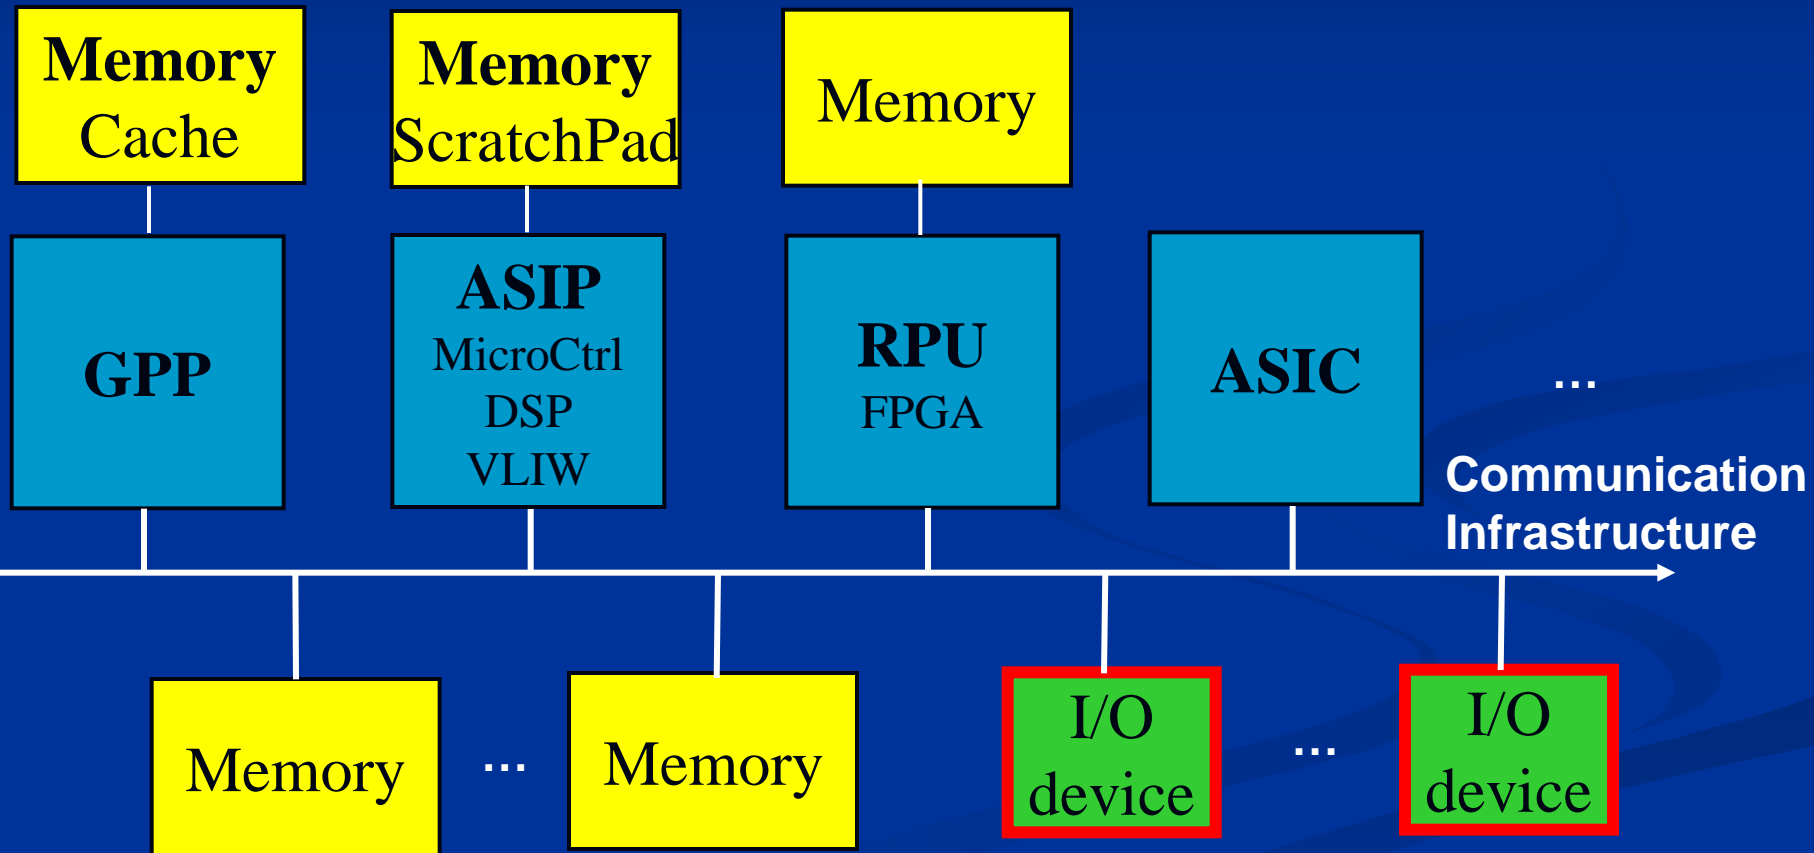 Memory
Cache
Memory
ScratchPad
Memory
GPP
ASIP
MicroCtrl
DSP
VLIW
RPU
FPGA
ASIC
...
Communication
Infrastructure
Memory
...
Memory
I/O
device
...
I/O
device